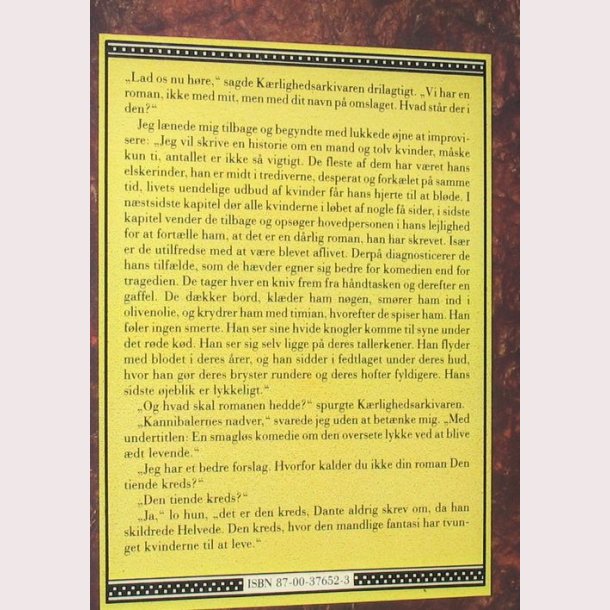 „Lad os nu høre,“ sagde Kærlighedsarkivaren drilagtigt. „Vi har en
roman, ikke med mit, men med dit navn på omslaget. Hvad står der i
den?“
Jeg lænede mig tilbage og begyndte med lukkede øjne at improvi-
sere: „Jeg vil skrive en historie om en mand og tolv kvinder, måske
kun ti, antallet er ikke så vigtigt. De fleste af dem har været hans
elskerinder, han er midt i trediverne, desperat og forkælet på samme
tid, livets uendelige udbud af kvinder får hans hjerte til at bløde. I
næstsidste kapitel dør alle kvinderne i løbet af nogle få sider, i sidste
kapitel vender de tilbage og opsøger hovedpersonen i hans lejlighed
for at fortælle ham, at det er en dårlig roman, han har skrevet. Især
er de utilfredse med at være blevet aflivet. Derpå diagnosticerer de
hans tilfælde, som de hævder egner sig bedre for komedien end for
tragedien. De tager hver en kniv frem fra håndtasken og derefter en
gaffel. De dækker bord, klæder ham nøgen, smører ham ind i
olivenolie, og krydrer ham med timian, hvorefter de spiser ham. Han
føler ingen smerte. Han ser sine hvide knogler komme til syne under
det røde kød. Han ser sig selv ligge på deres tallerkener. Han flyder
med blodet i deres årer, og han sidder i fedtlaget under deres hud,
hvor han gør deres bryster rundere og deres hofter fyldigere. Hans
sidste øjeblik er lykkeligt.“
„Og hvad skal romanen hedde?“ spurgte Kærlighedsarkivaren.
„Kannibalernes nadver,“ svarede jeg uden at betænke mig. „Med
undertitlen: En smagløs komedie om den oversete lykke ved at blive
ædt levende.“
„Jeg har et bedre forslag. Hvorfor kalder du ikke din roman Den
tiende kreds?“
„Den tiende kreds?“
„Ja,“ lo hun, „det er den kreds, Dante aldrig skrev om, da han
skildrede Helvede. Den kreds, hvor den mandlige fantasi har tvun-
get kvinderne til at leve.“
ISBN 87-00-37652-3